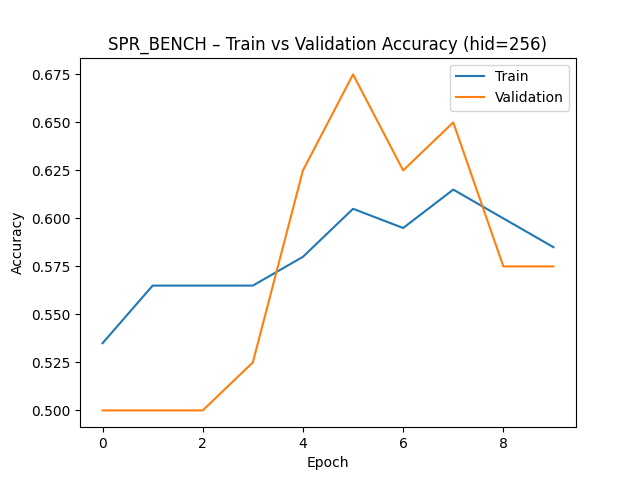 SPR_BENCH – Train vs Validation Accuracy (hid=256)
Train
Validation
0.675
0.650
0.625
0.600
0.575
0.550
0.525
0.500
Accuracy
0 2 4 6 8
Epoch